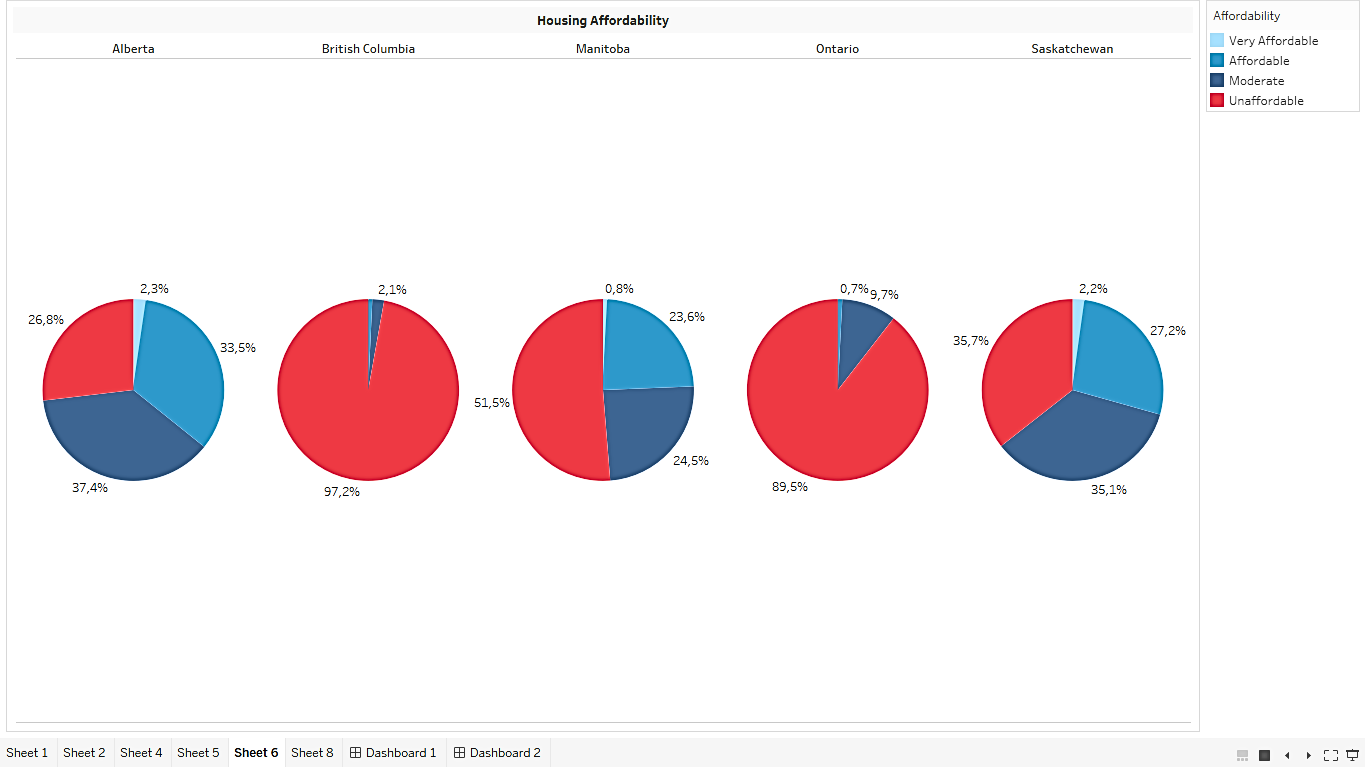 Housing Affordability
Alberta
British Columbia
Manitoba
Ontario
Saskatchewan
2,3%
33,5%
37,4%
26,8%
2,1%
97,2%
0,8%
23,6%
24,5%
51,5%
0,7%
9,7%
89,5%
2,2%
27,2%
35,1%
35,7%
Affordability
Very Affordable
Affordable
Moderate
Unaffordable
Sheet 1
Sheet 2
Sheet 4
Sheet 5
Sheet 6
Sheet 8
Dashboard 1
Dashboard 2